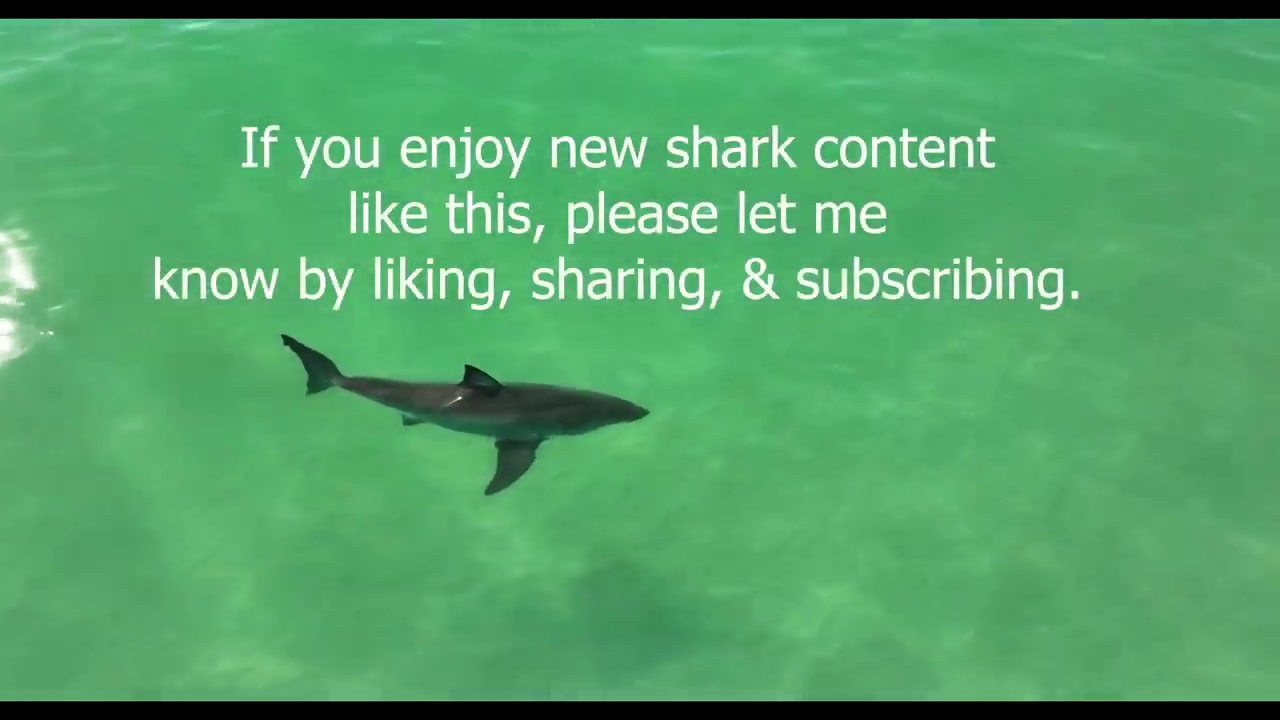 If you enjoy new shark content
like this, please let me
know by liking, sharing, & subscribing.